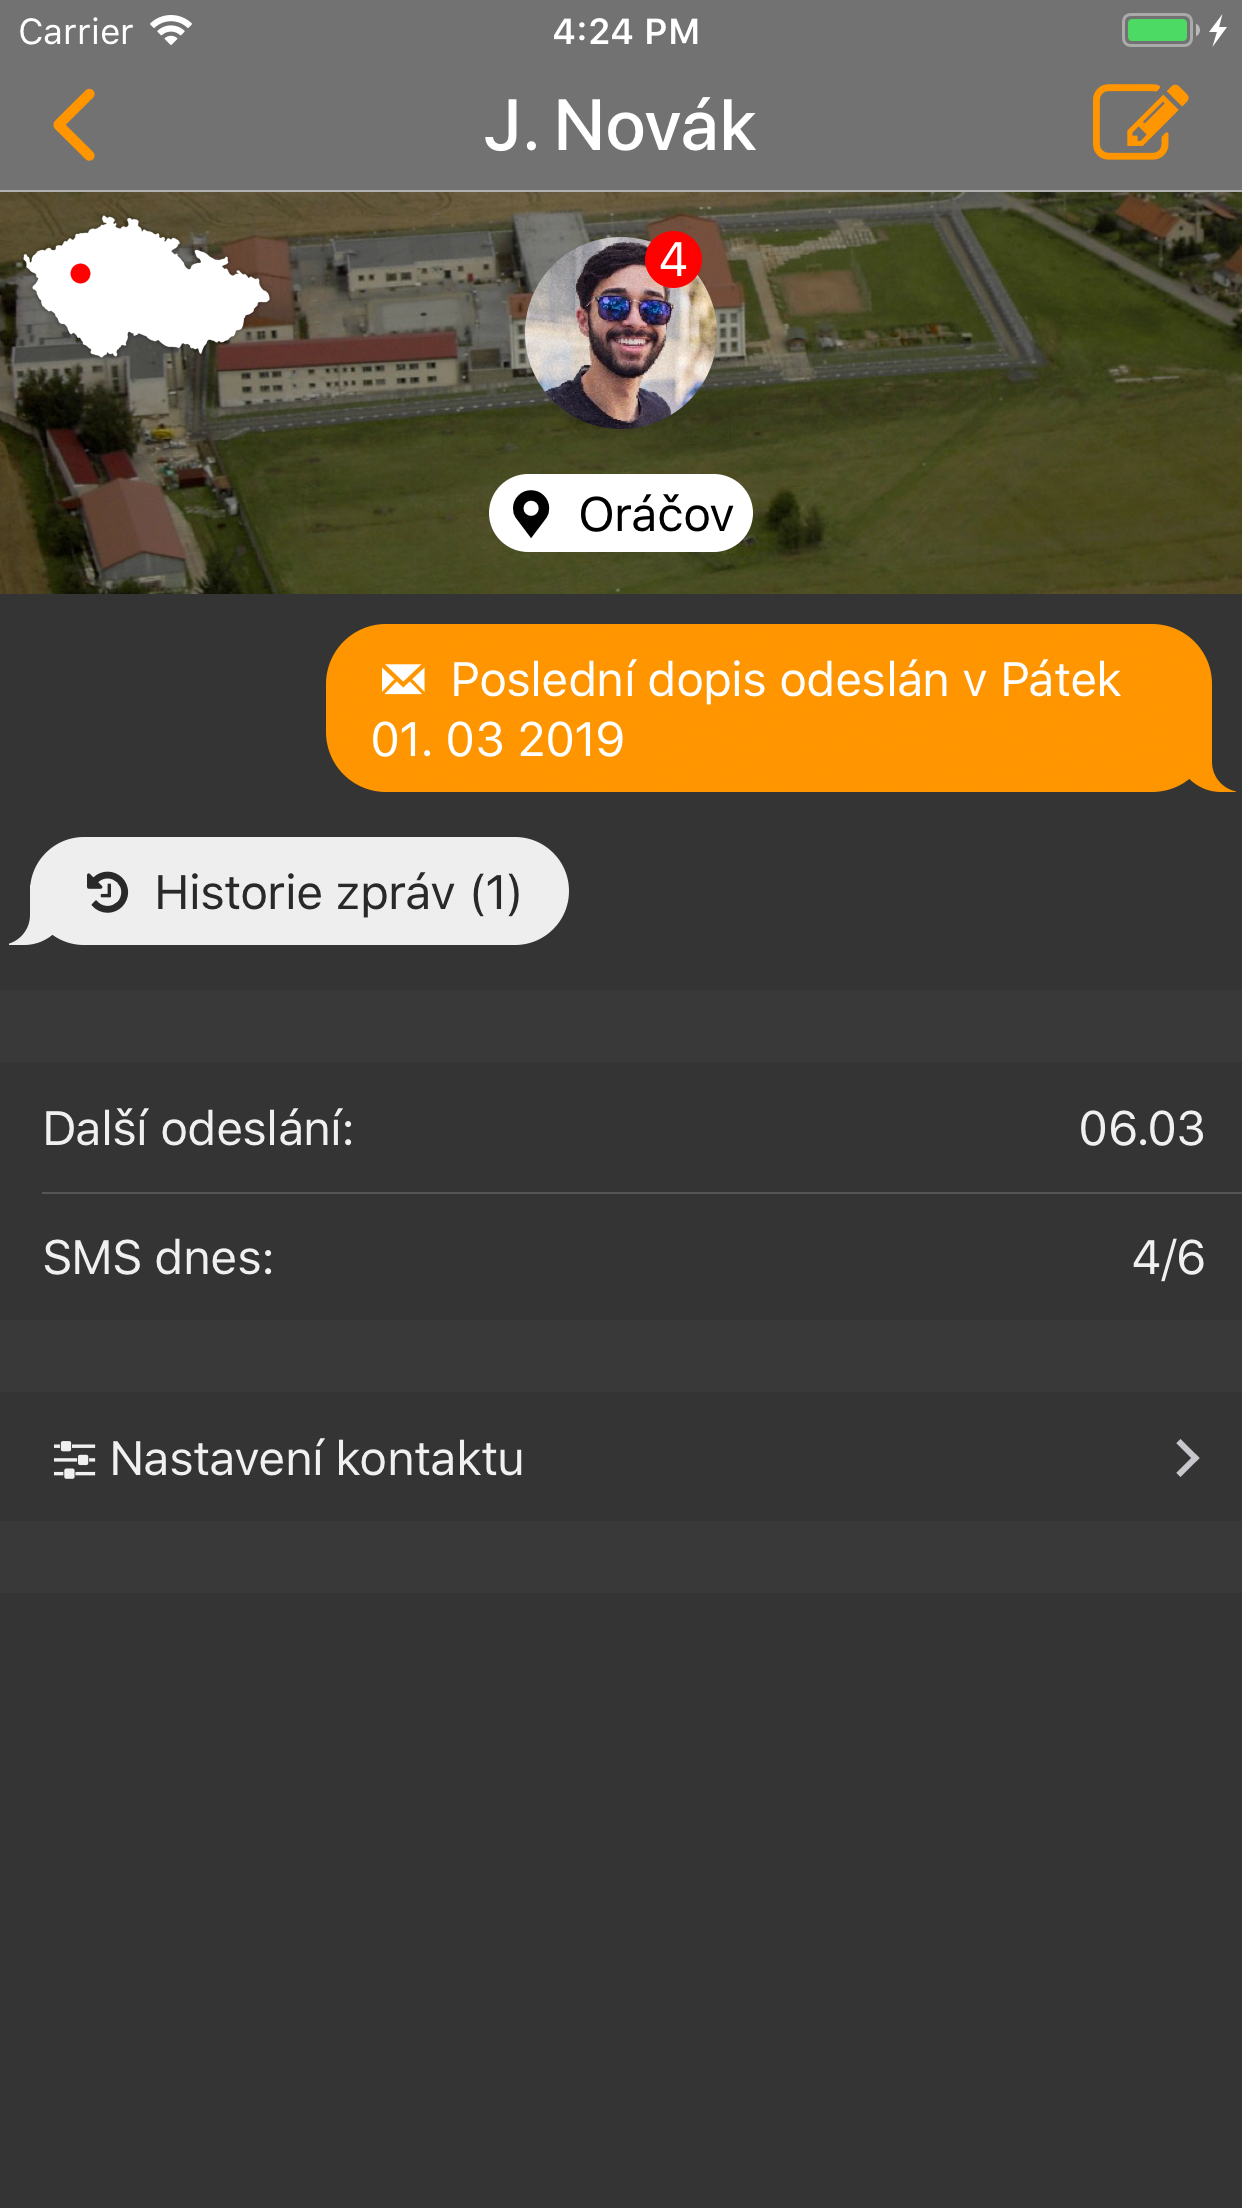 Carrier 4:24 PM
J. Novák
4
Oráčov
Poslední dopis odeslán v Pátek
01. 03 2019
Historie zpráv (1)
Další odeslání: 06.03
SMS dnes: 4/6
Nastavení kontaktu